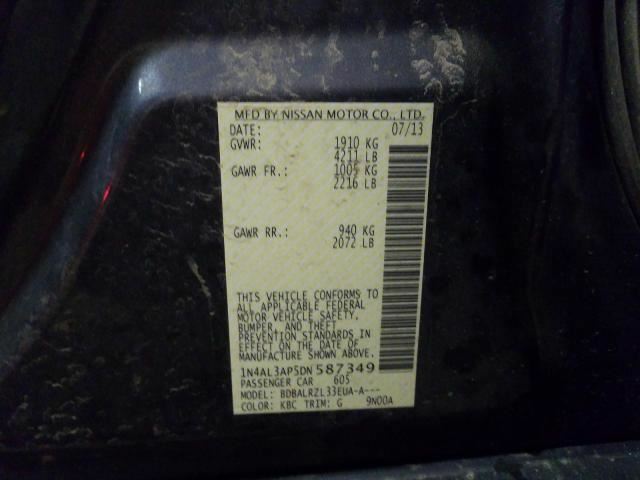 MFD BY NISSAN MOTOR CO., LTD.
DATE: 07/13
GVWR: 1910 KG
4211 LB
GAWR FR.: 1005 KG
2216 LB
GAWR RR.: 940 KG
2072 LB
THIS VEHICLE CONFORMS TO
ALL APPLICABLE FEDERAL
MOTOR VEHICLE SAFETY,
BUMPER, AND THEFT
PREVENTION STANDARDS IN
EFFECT ON THE DATE OF
MANUFACTURE SHOWN ABOVE.
1N4AL3AP5DN587349
PASSENGER CAR 605
MODEL: BDBALRZL33EUA-A---
COLOR: KBC TRIM: G 9N00A